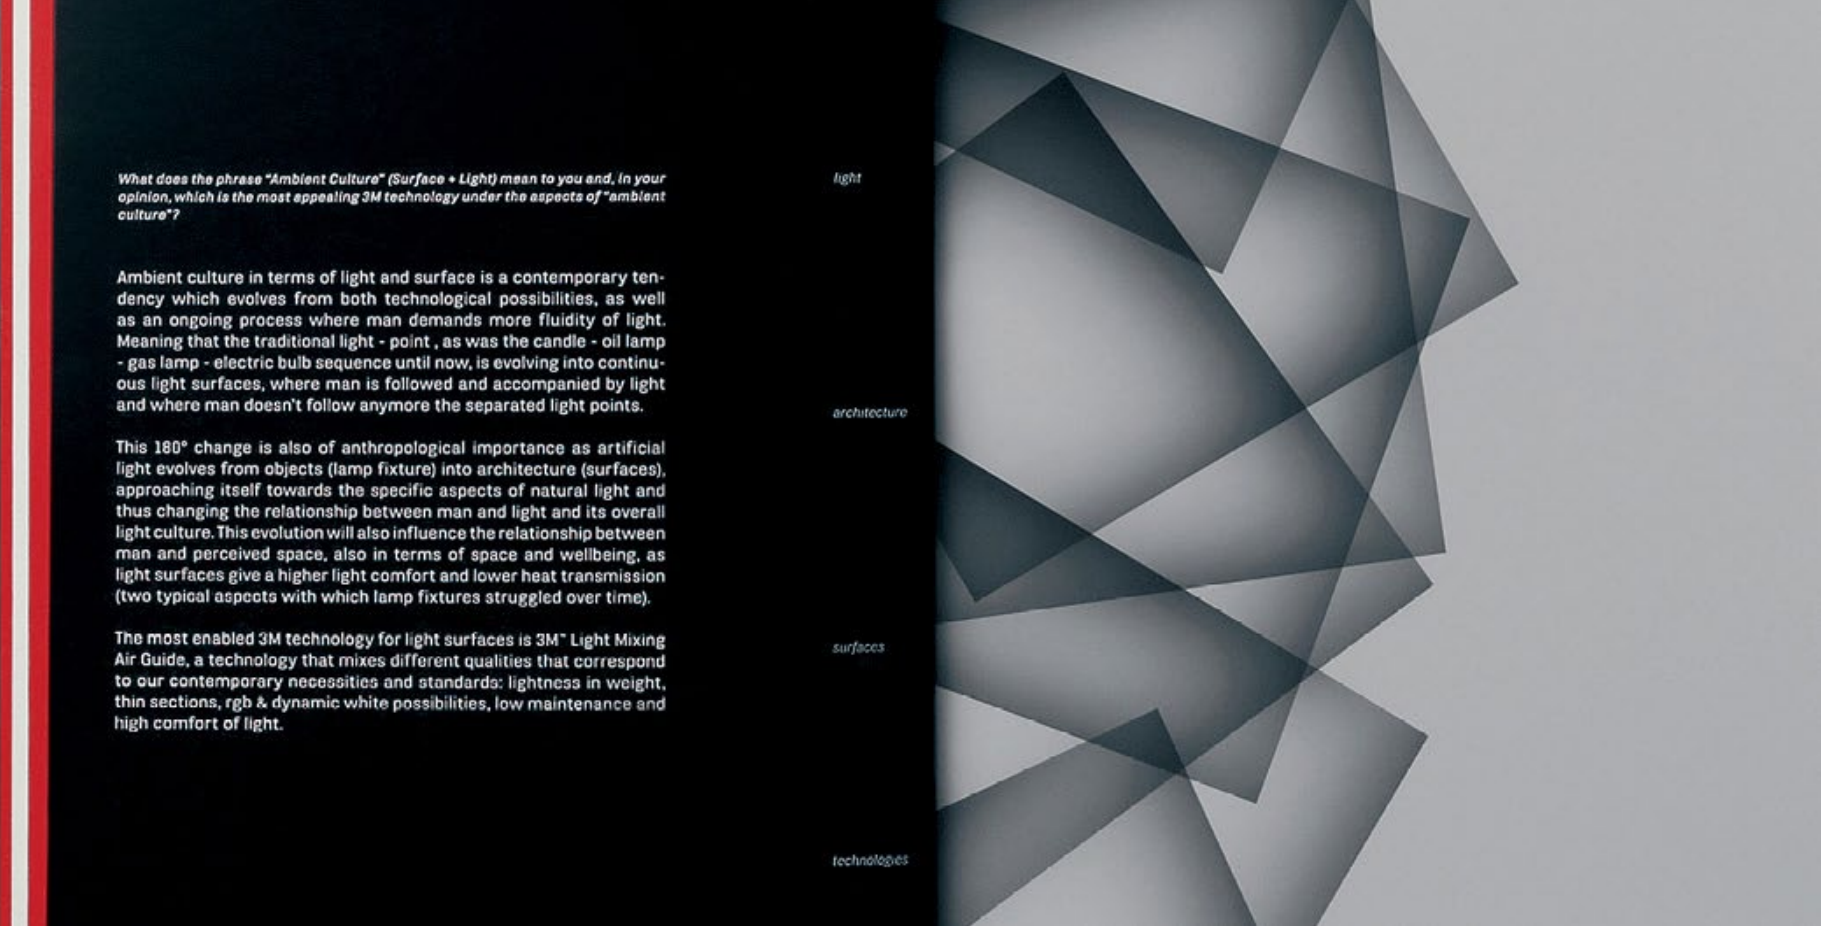 What does the phrase "Ambient Culture" (Surface + Light) mean to you and, in your
opinion, which is the most appealing 3M technology under the aspects of "ambient
culture"?
Ambient culture in terms of light and surface is a contemporary ten-
dency which evolves from both technological possibilities, as well
as an ongoing process where man demands more fluidity of light.
Meaning that the traditional light - point , as was the candle - oil lamp
- gas lamp - electric bulb sequence until now, is evolving into continu-
ous light surfaces, where man is followed and accompanied by light
and where man doesn't follow anymore the separated light points.
This 180° change is also of anthropological importance as artificial
light evolves from objects (lamp fixture) into architecture (surfaces),
approaching itself towards the specific aspects of natural light and
thus changing the relationship between man and light and its overall
light culture. This evolution will also influence the relationship between
man and perceived space, also in terms of space and wellbeing, as
light surfaces give a higher light comfort and lower heat transmission
(two typical aspects with which lamp fixtures struggled over time).
The most enabled 3M technology for light surfaces is 3M™ Light Mixing
Air Guide, a technology that mixes different qualities that correspond
to our contemporary necessities and standards: lightness in weight,
thin sections, rgb & dynamic white possibilities, low maintenance and
high comfort of light.
light
architecture
surfaces
technologies